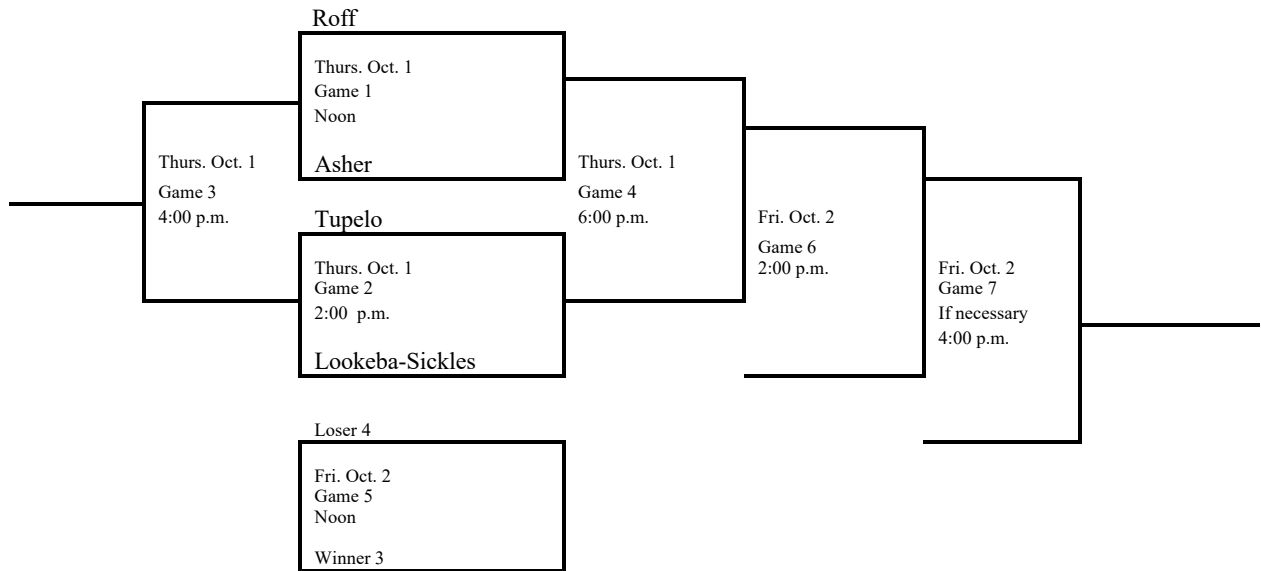 Roff
Thurs. Oct. 1
Game 1
Noon
Asher
Thurs. Oct. 1
Game 3
4:00 p.m.
Thurs. Oct. 1
Game 4
6:00 p.m.
Tupelo
Thurs. Oct. 1
Game 2
2:00 p.m.
Lookeba-Sickles
Fri. Oct. 2
Game 6
2:00 p.m.
Fri. Oct. 2
Game 7
If necessary
4:00 p.m.
Loser 4
Fri. Oct. 2
Game 5
Noon
Winner 3